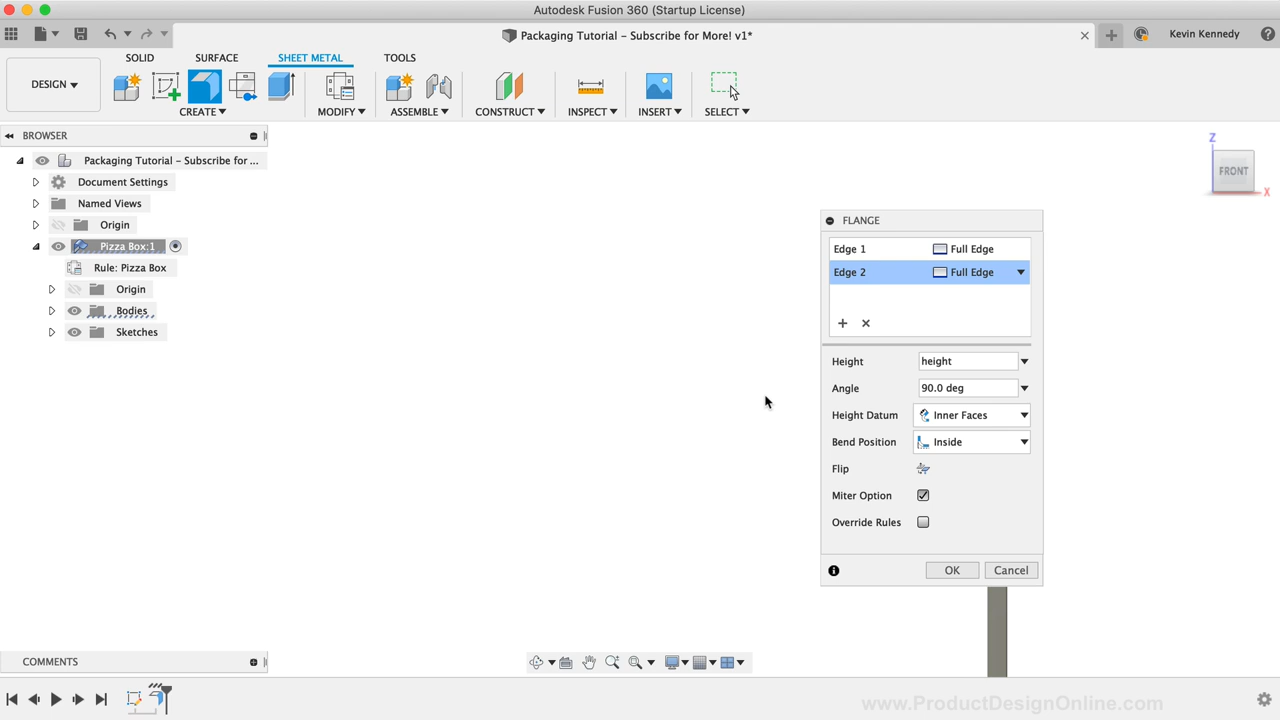 Autodesk Fusion 360 (Startup License)
Packaging Tutorial – Subscribe for More! v1*
Kevin Kennedy
DESIGN
SOLID SURFACE SHEET METAL TOOLS
CREATE MODIFY ASSEMBLE CONSTRUCT INSPECT INSERT SELECT
BROWSER
Packaging Tutorial – Subscribe for ...
Document Settings
Named Views
Origin
Pizza Box:1
Rule: Pizza Box
Origin
Bodies
Sketches
Z
FRONT
X
FLANGE
Edge 1 Full Edge
Edge 2 Full Edge
Height height
Angle 90.0 deg
Height Datum Inner Faces
Bend Position Inside
Flip
Miter Option
Override Rules
OK Cancel
COMMENTS
www.ProductDesignOnline.com